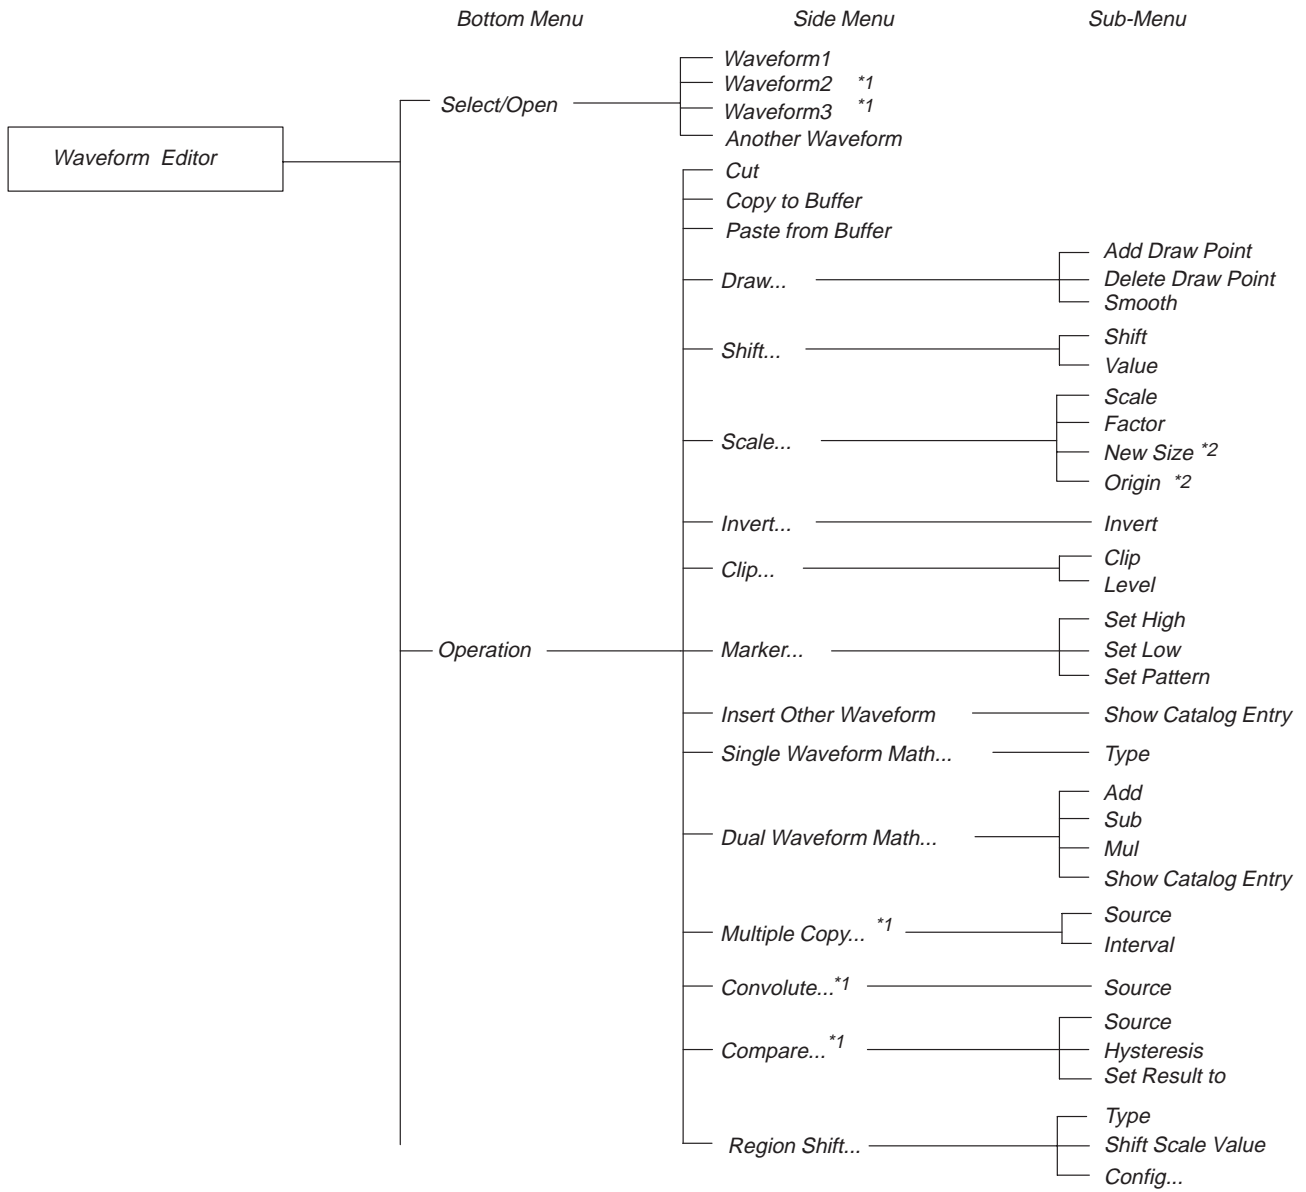 Bottom Menu Side Menu Sub-Menu
Waveform1
Waveform2 *1
Select/Open
Waveform3 *1
Another Waveform
Waveform Editor
Cut
Copy to Buffer
Paste from Buffer
Draw...
Add Draw Point
Delete Draw Point
Smooth
Shift...
Shift
Value
Scale...
Scale
Factor
New Size *2
Origin *2
Invert...
Invert
Clip...
Clip
Level
Operation
Marker...
Set High
Set Low
Set Pattern
Insert Other Waveform
Show Catalog Entry
Single Waveform Math...
Type
Dual Waveform Math...
Add
Sub
Mul
Show Catalog Entry
Multiple Copy... *1
Source
Interval
Convolute...*1
Source
Compare...*1
Source
Hysteresis
Set Result to
Region Shift...
Type
Shift Scale Value
Config...